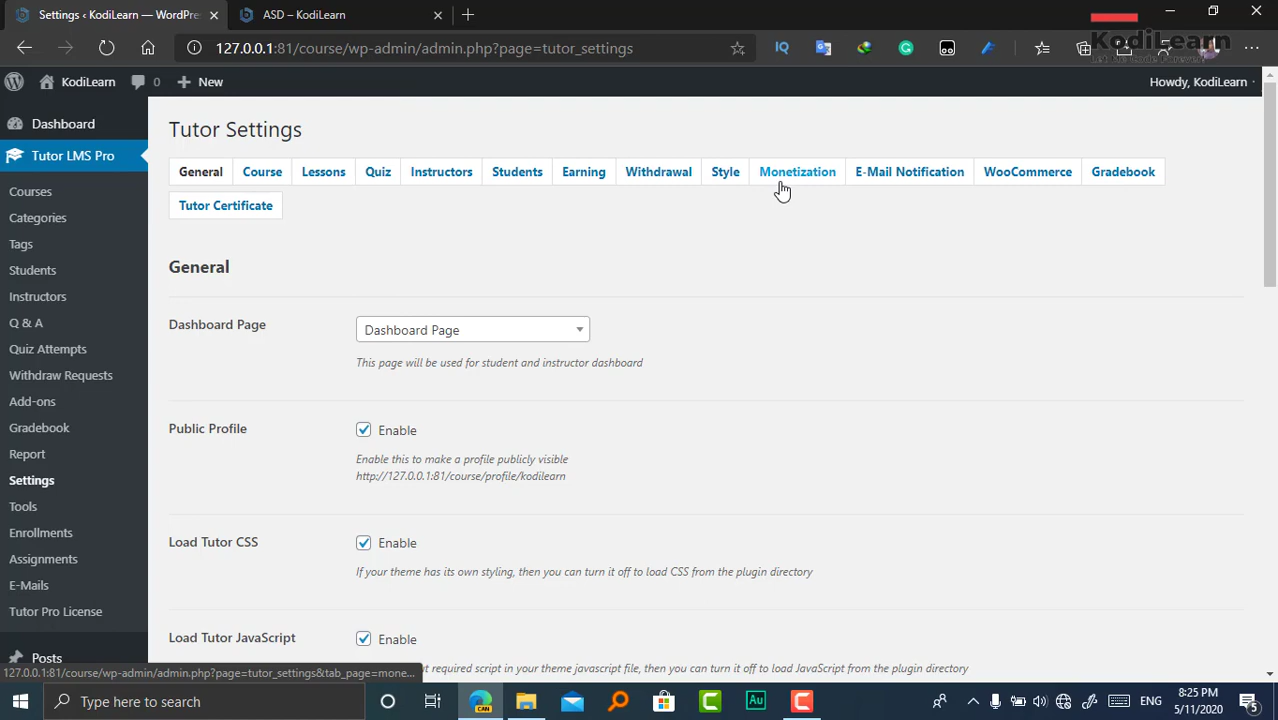 Settings ‹ KodiLearn — WordPre
ASD – KodiLearn
127.0.0.1:81/course/wp-admin/admin.php?page=tutor_settings
IQ
KodiLearn
KodiLearn
0
New
Howdy, KodiLearn
Dashboard
Tutor LMS Pro
Courses
Categories
Tags
Students
Instructors
Q & A
Quiz Attempts
Withdraw Requests
Add-ons
Gradebook
Report
Settings
Tools
Enrollments
Assignments
E-Mails
Tutor Pro License
Posts
Tutor Settings
General
Course
Lessons
Quiz
Instructors
Students
Earning
Withdrawal
Style
Monetization
E-Mail Notification
WooCommerce
Gradebook
Tutor Certificate
General
Dashboard Page
Dashboard Page
This page will be used for student and instructor dashboard
Public Profile
Enable
Enable this to make a profile publicly visible
http://127.0.0.1:81/course/profile/kodilearn
Load Tutor CSS
Enable
If your theme has its own styling, then you can turn it off to load CSS from the plugin directory
Load Tutor JavaScript
Enable
t required script in your theme javascript file, then you can turn it off to load JavaScript from the plugin directory
127.0.0.1:81/course/wp-admin/admin.php?page=tutor_settings&tab_page=mone...
Type here to search
CAN
C
Au
C
ENG
8:25 PM
5/11/2020
5